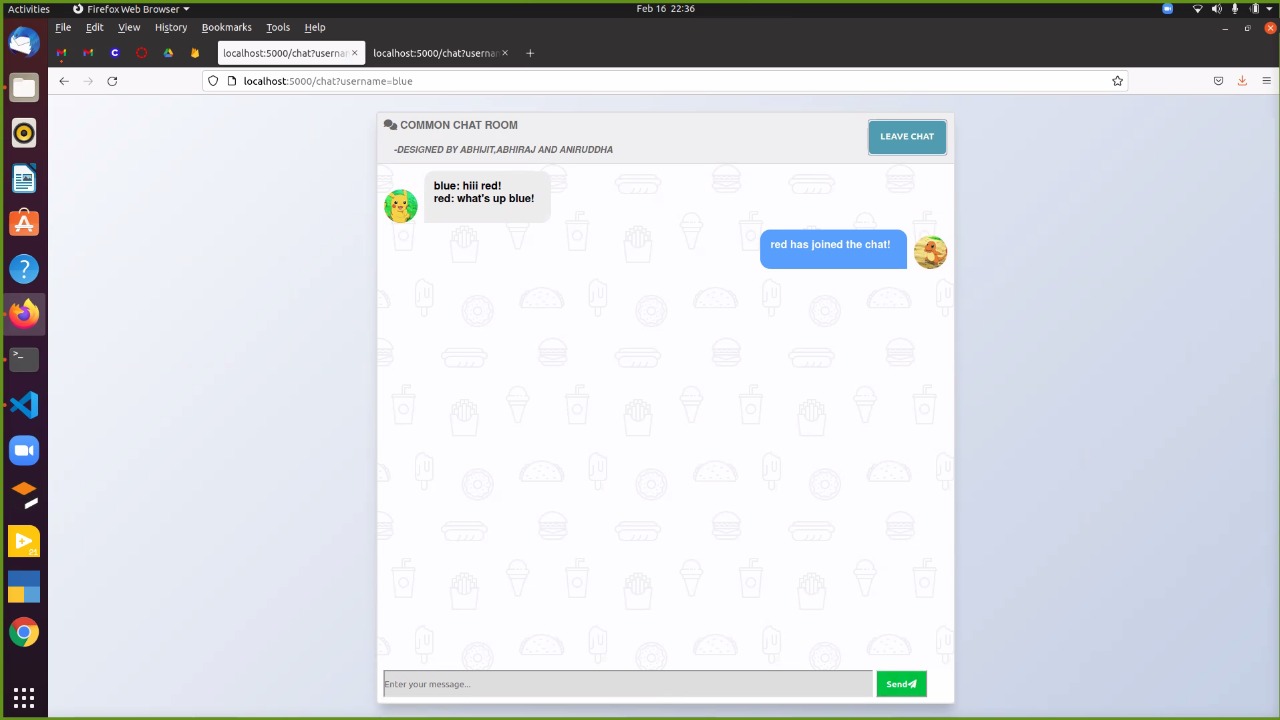 Activities
Firefox Web Browser
Feb 16 22:36
File Edit View History Bookmarks Tools Help
localhost:5000/chat?userna
localhost:5000/chat?userna
localhost:5000/chat?username=blue
COMMON CHAT ROOM
-DESIGNED BY ABHIJIT,ABHIRAJ AND ANIRUDDHA
LEAVE CHAT
blue: hiii red!
red: what's up blue!
red has joined the chat!
Enter your message...
Send